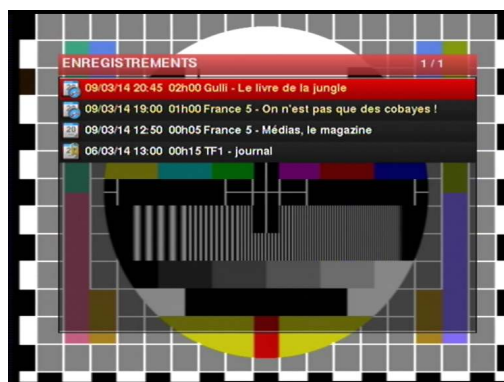 ENREGISTREMENTS 1 / 1
09/03/14 20:45 02h00 Gulli - Le livre de la jungle
09/03/14 19:00 01h00 France 5 - On n'est pas que des cobayes !
09/03/14 12:50 00h05 France 5 - Médias, le magazine
06/03/14 13:00 00h15 TF1 - journal